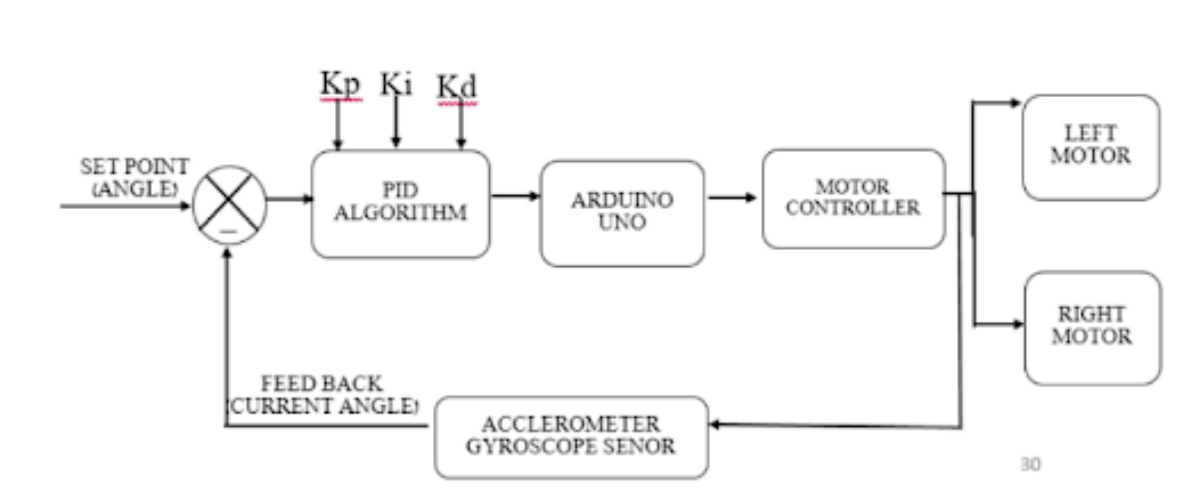 Kp Ki Kd
SET POINT
(ANGLE)
PID
ALGORITHM
ARDUINO
UNO
MOTOR
CONTROLLER
LEFT
MOTOR
RIGHT
MOTOR
FEED BACK
(CURRENT ANGLE)
ACCLEROMETER
GYROSCOPE SENOR
30